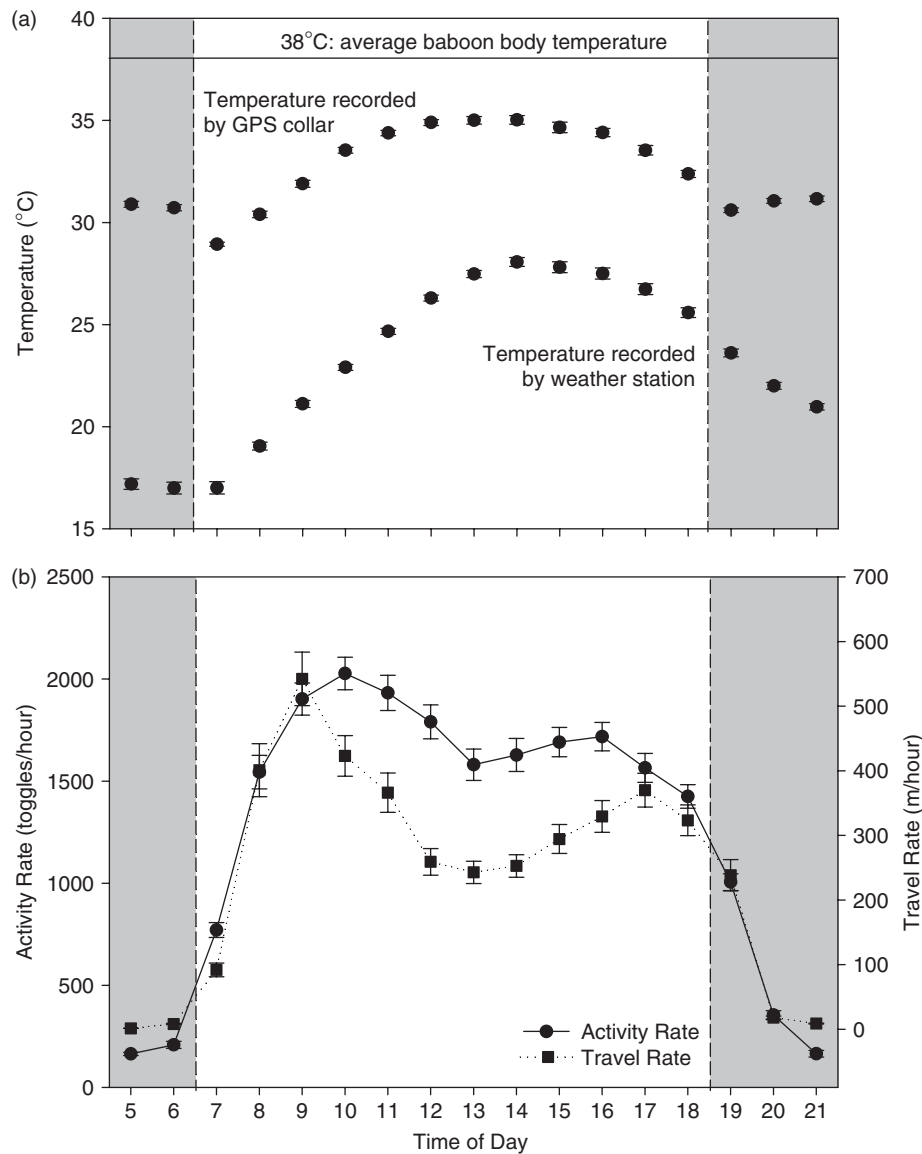 (a)
40
38°C: average baboon body temperature
Temperature recorded
by GPS collar
35
30
25
20
15
Temperature (°C)
Temperature recorded
by weather station
(b)
2500
2000
1500
1000
500
0
Activity Rate (toggles/hour)
700
600
500
400
300
200
100
0
Travel Rate (m/hour)
Activity Rate
Travel Rate
5 6 7 8 9 10 11 12 13 14 15 16 17 18 19 20 21
Time of Day